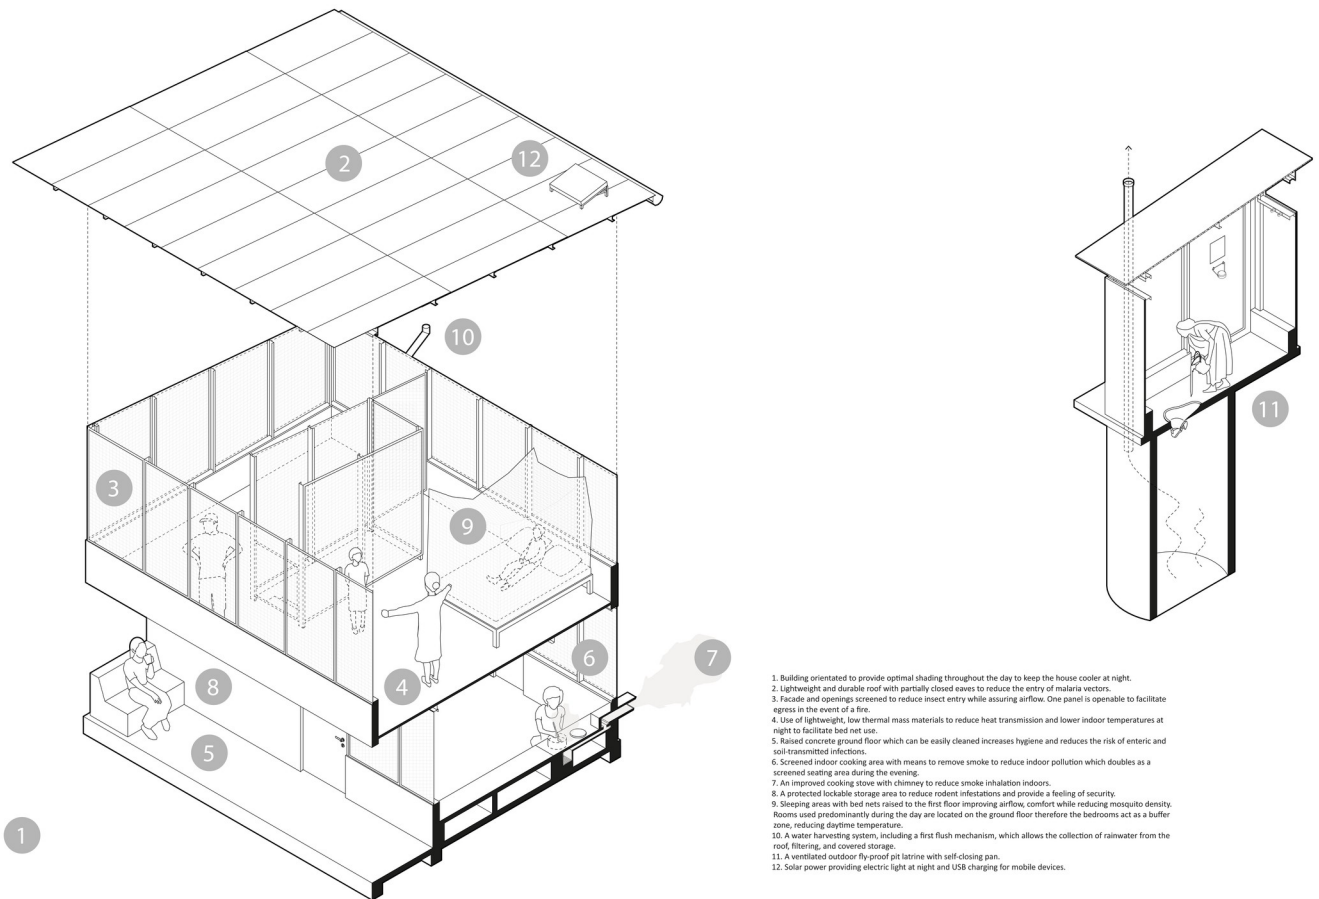 2
12
10
3
9
6
7
8
4
5
1
11
1. Building orientated to provide optimal shading throughout the day to keep the house cooler at night.
2. Lightweight and durable roof with partially closed eaves to reduce the entry of malaria vectors.
3. Facade and openings screened to reduce insect entry while assuring airflow. One panel is openable to facilitate
egress in the event of a fire.
4. Use of lightweight, low thermal mass materials to reduce heat transmission and lower indoor temperatures at
night to facilitate bed net use.
5. Raised concrete ground floor which can be easily cleaned increases hygiene and reduces the risk of enteric and
soil-transmitted infections.
6. Screened indoor cooking area with means to remove smoke to reduce indoor pollution which doubles as a
screened seating area during the evening.
7. An improved cooking stove with chimney to reduce smoke inhalation indoors.
8. A protected lockable storage area to reduce rodent infestations and provide a feeling of security.
9. Sleeping areas with bed nets raised to the first floor improving airflow, comfort while reducing mosquito density.
Rooms used predominantly during the day are located on the ground floor therefore the bedrooms act as a buffer
zone, reducing daytime temperature.
10. A water harvesting system, including a first flush mechanism, which allows the collection of rainwater from the
roof, filtering, and covered storage.
11. A ventilated outdoor fly-proof pit latrine with self-closing pan.
12. Solar power providing electric light at night and USB charging for mobile devices.